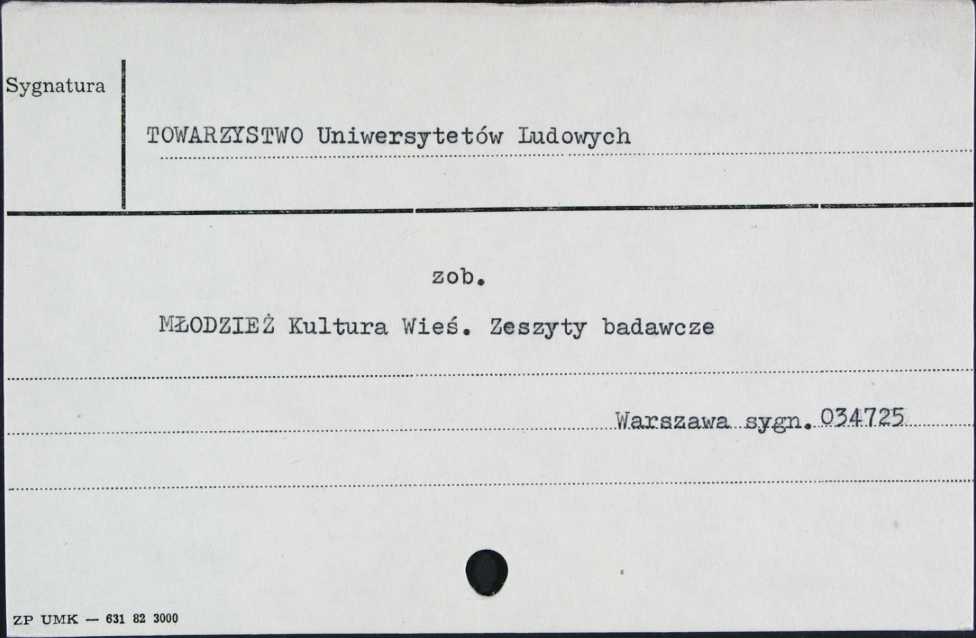 Sygnatura
TOWARZYSTWO Uniwersytetów Ludowych
zob.
MŁODZIEŻ Kultura Wieś. Zeszyty badawcze
Warszawa sygn. 034725
ZP UMK — 631 82 3000